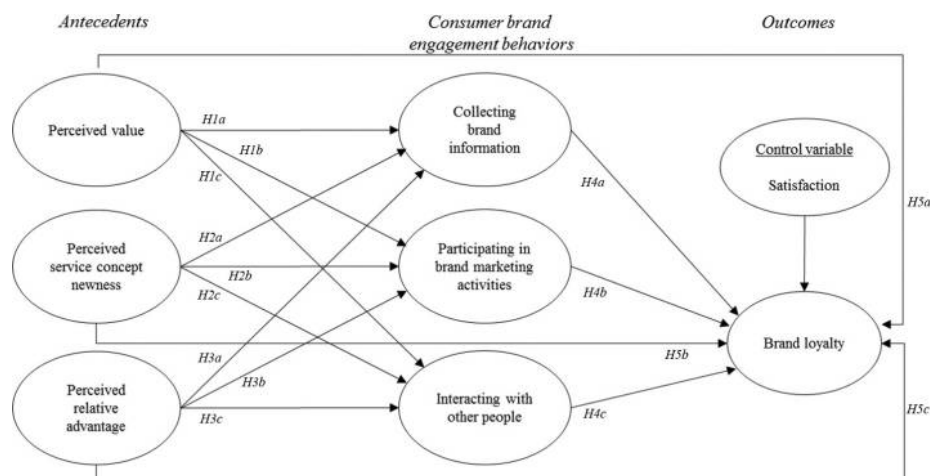 Antecedents
Consumer brand
engagement behaviors
Outcomes
Perceived value
H1a
H1b
H1c
Collecting
brand
information
Control variable
Satisfaction
H4a
H5a
Perceived
service concept
newness
H2a
H2b
H2c
Participating in
brand marketing
activities
H4b
H5b
Brand loyalty
Perceived
relative
advantage
H3a
H3b
H3c
Interacting with
other people
H4c
H5c